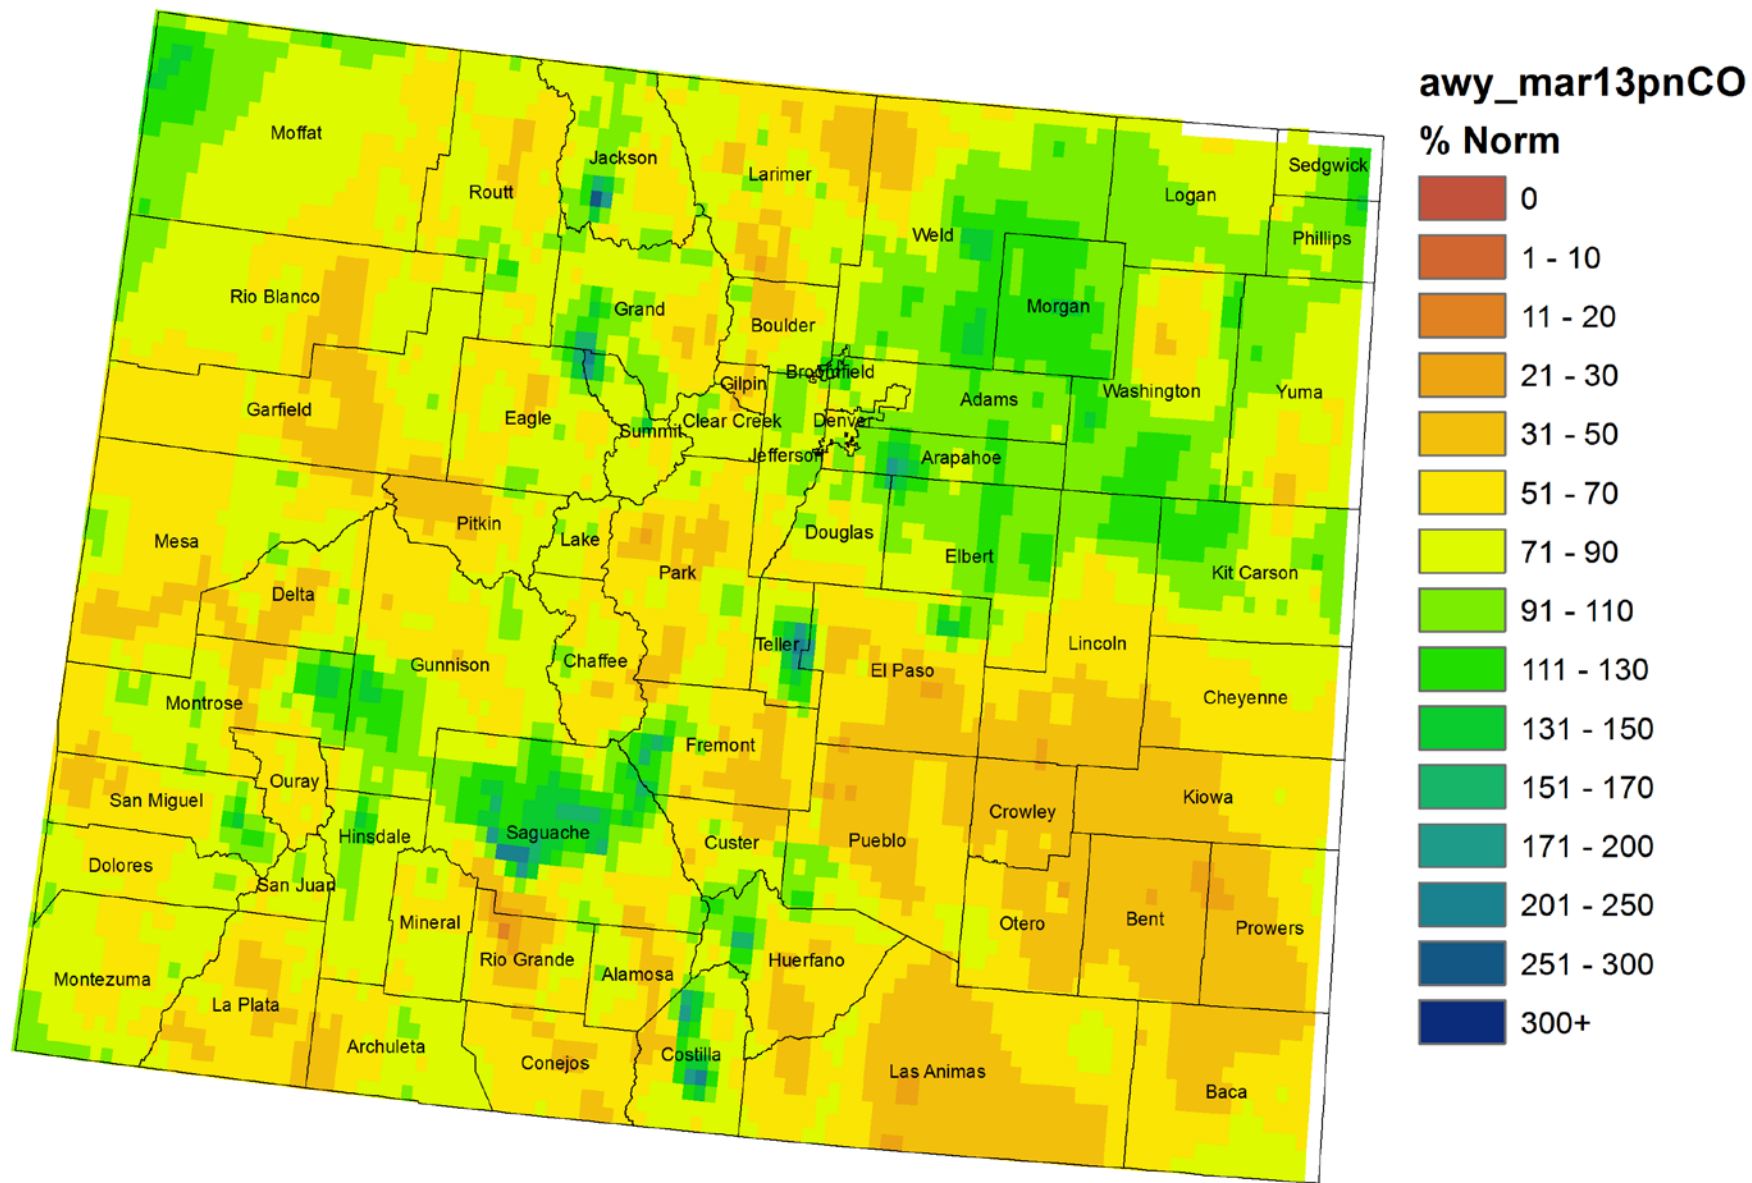 awy_mar13pnCO
% Norm
0
1 - 10
11 - 20
21 - 30
31 - 50
51 - 70
71 - 90
91 - 110
111 - 130
131 - 150
151 - 170
171 - 200
201 - 250
251 - 300
300+
Moffat
Routt
Jackson
Larimer
Weld
Logan
Sedgwick
Phillips
Rio Blanco
Grand
Boulder
Morgan
Washington
Yuma
Garfield
Eagle
Summit
Gilpin
Clear Creek
Broomfield
Denver
Jefferson
Adams
Arapahoe
Mesa
Pitkin
Lake
Park
Douglas
Elbert
Kit Carson
Delta
Gunnison
Chaffee
Teller
El Paso
Lincoln
Cheyenne
Montrose
Ouray
San Miguel
Hinsdale
Saguache
Fremont
Custer
Pueblo
Crowley
Kiowa
Dolores
San Juan
Mineral
Rio Grande
Alamosa
Huerfano
Otero
Bent
Prowers
Montezuma
La Plata
Archuleta
Conejos
Costilla
Las Animas
Baca